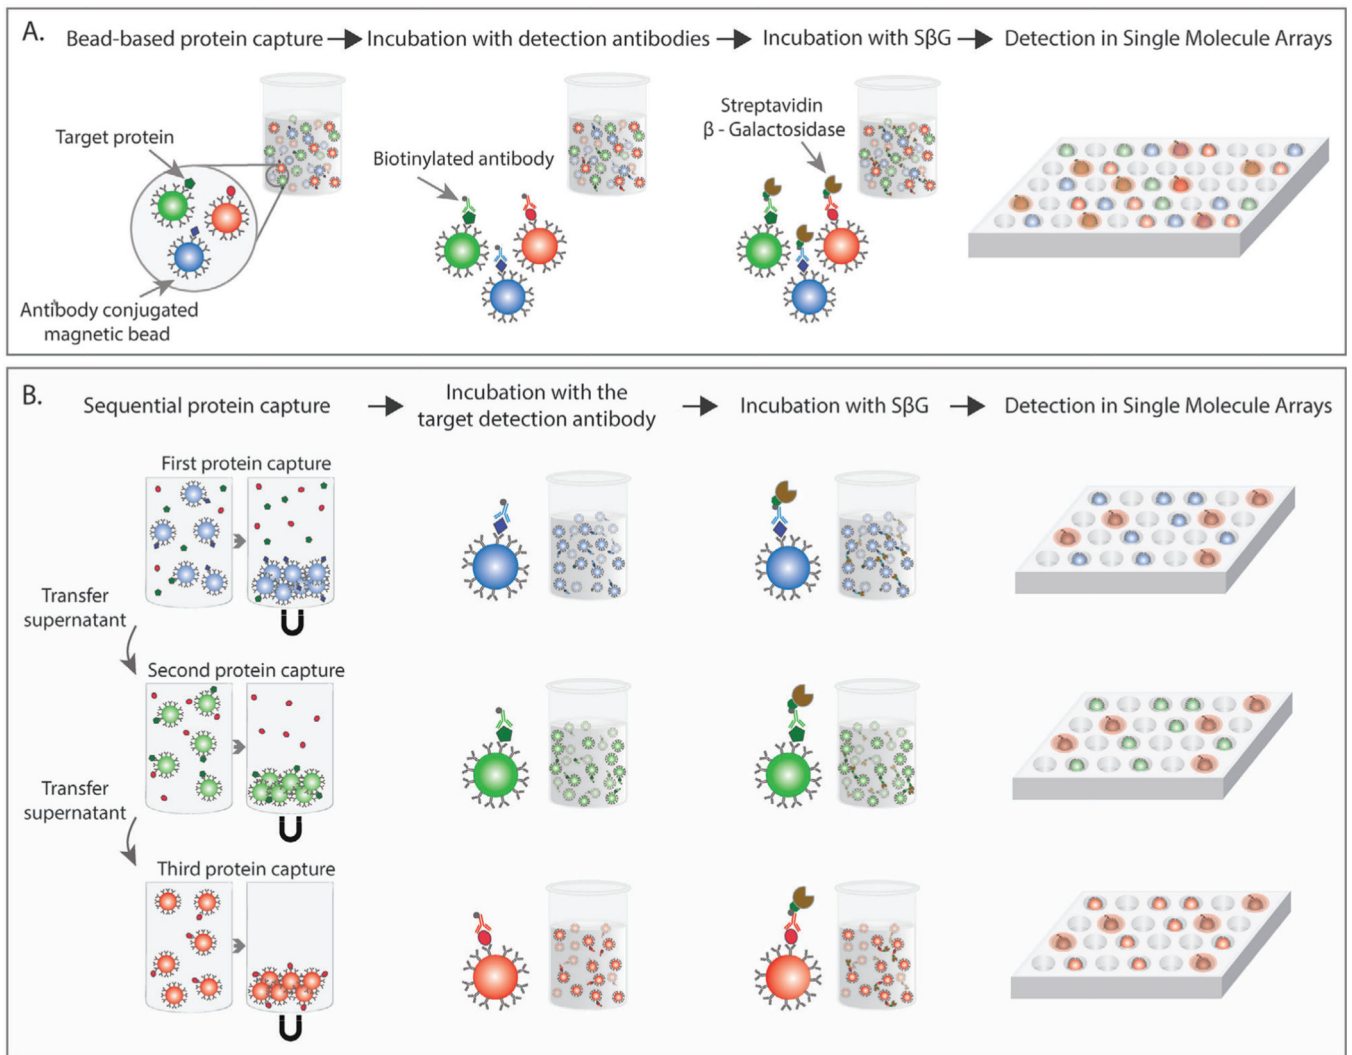 A.
Bead-based protein capture
Incubation with detection antibodies
Incubation with SβG
Detection in Single Molecule Arrays
Target protein
Biotinylated antibody
Streptavidin
β - Galactosidase
Antibody conjugated
magnetic bead
B.
Sequential protein capture
Incubation with the
target detection antibody
Incubation with SβG
Detection in Single Molecule Arrays
First protein capture
Transfer
supernatant
Second protein capture
Transfer
supernatant
Third protein capture